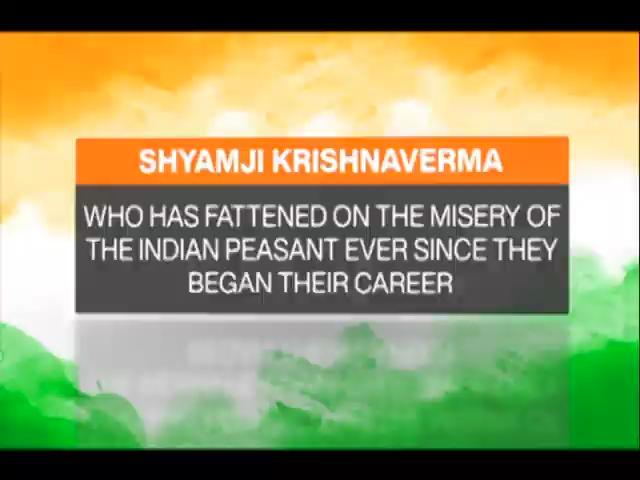 SHYAMJI KRISHNAVERMA
WHO HAS FATTENED ON THE MISERY OF
THE INDIAN PEASANT EVER SINCE THEY
BEGAN THEIR CAREER